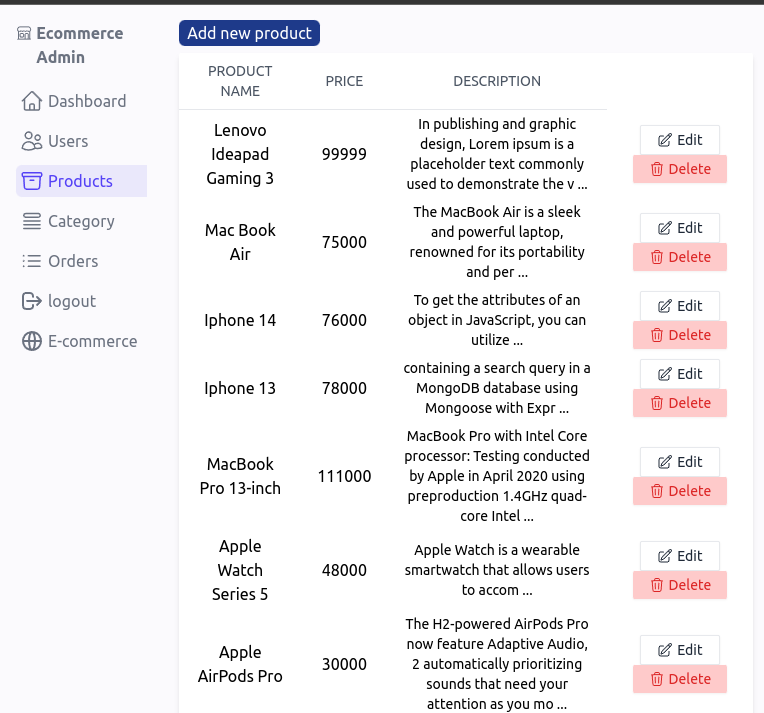 Ecommerce
Admin
Dashboard
Users
Products
Category
Orders
logout
E-commerce
Add new product
PRODUCT
NAME
PRICE
DESCRIPTION
Lenovo
Ideapad
Gaming 3
99999
In publishing and graphic
design, Lorem ipsum is a
placeholder text commonly
used to demonstrate the v ...
Edit
Delete
Mac Book
Air
75000
The MacBook Air is a sleek
and powerful laptop,
renowned for its portability
and per ...
Edit
Delete
Iphone 14
76000
To get the attributes of an
object in JavaScript, you can
utilize ...
Edit
Delete
Iphone 13
78000
containing a search query in a
MongoDB database using
Mongoose with Expr ...
Edit
Delete
MacBook
Pro 13-inch
111000
MacBook Pro with Intel Core
processor: Testing conducted
by Apple in April 2020 using
preproduction 1.4GHz quad-
core Intel ...
Edit
Delete
Apple
Watch
Series 5
48000
Apple Watch is a wearable
smartwatch that allows users
to accom ...
Edit
Delete
Apple
AirPods Pro
30000
The H2-powered AirPods Pro
now feature Adaptive Audio,
2 automatically prioritizing
sounds that need your
attention as you mo ...
Edit
Delete